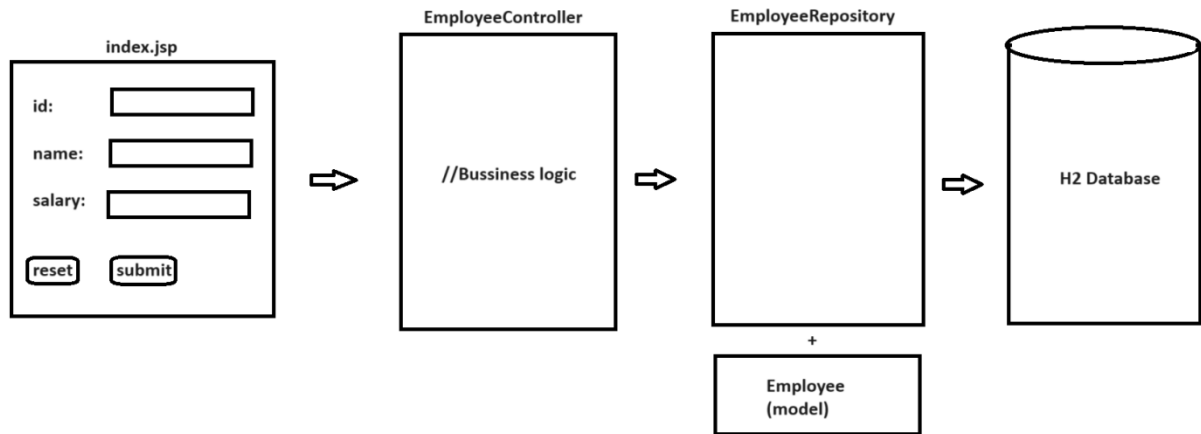 index.jsp
id:
name:
salary:
reset
submit
EmployeeController
//Bussiness logic
EmployeeRepository
+
Employee
(model)
H2 Database